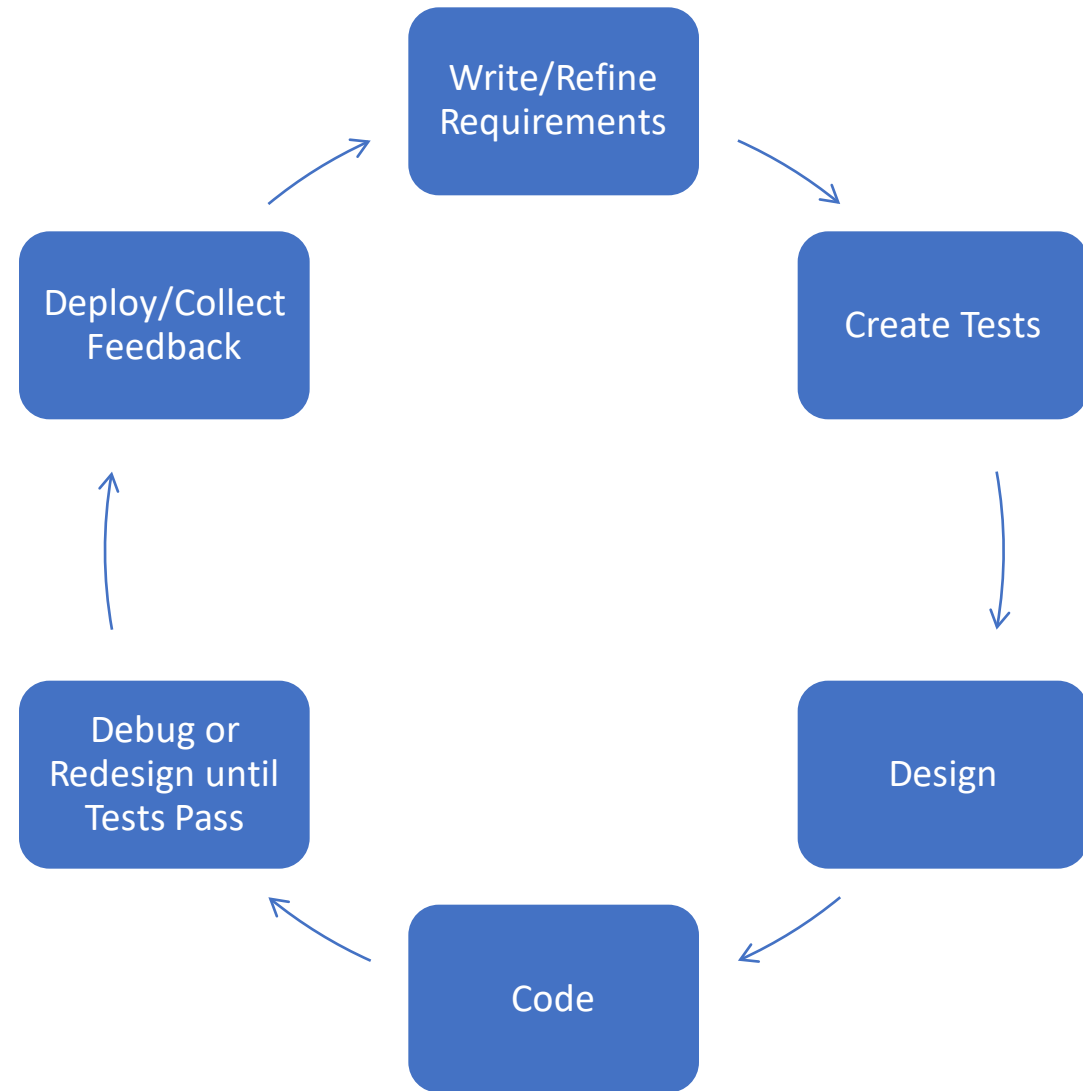 Write/Refine
Requirements
Create Tests
Design
Code
Debug or
Redesign until
Tests Pass
Deploy/Collect
Feedback